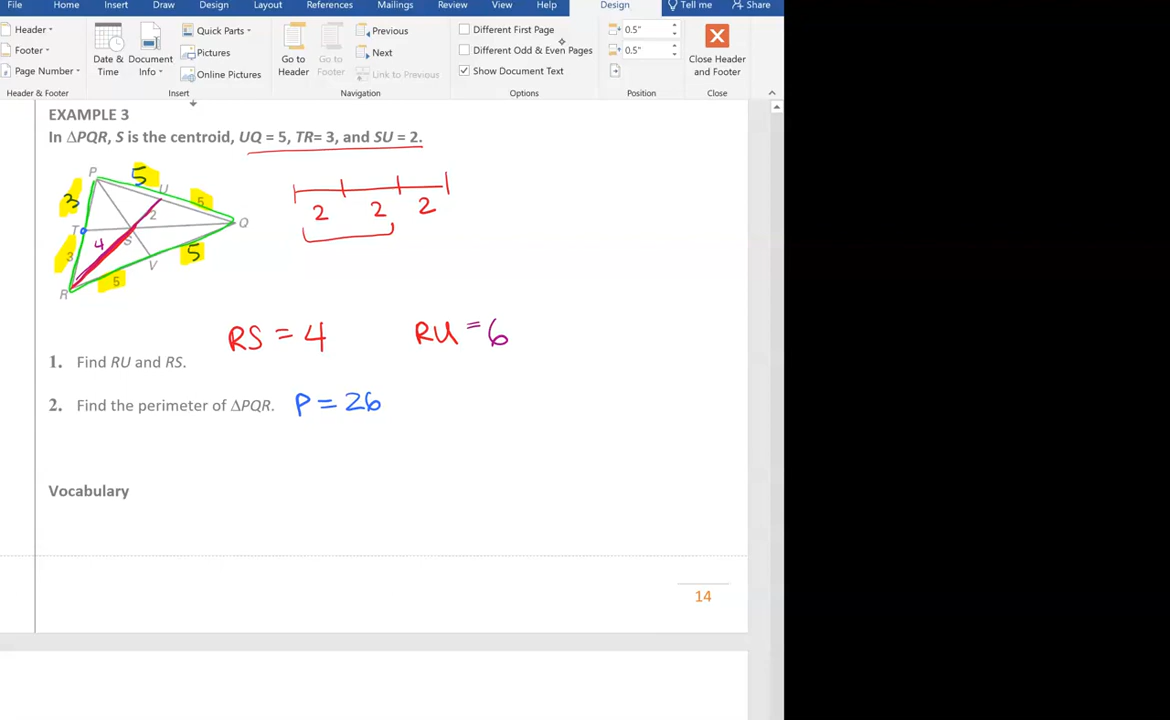 File Home Insert Draw Design Layout References Mailings Review View Help Design Tell me Share
Header
Footer
Page Number
Header & Footer
Date & Time
Document Info
Quick Parts
Pictures
Online Pictures
Insert
Go to Header
Go to Footer
Previous
Next
Link to Previous
Navigation
Different First Page
Different Odd & Even Pages
Show Document Text
Options
0.5"
0.5"
Position
Close Header and Footer
Close
EXAMPLE 3
In ΔPQR, S is the centroid, UQ = 5, TR= 3, and SU = 2.
P 5 U 5
3 2
T S Q
4
3 V 5
5
R
2 2 2
RS = 4 RU = 6
1. Find RU and RS.
2. Find the perimeter of ΔPQR. P = 26
Vocabulary
14